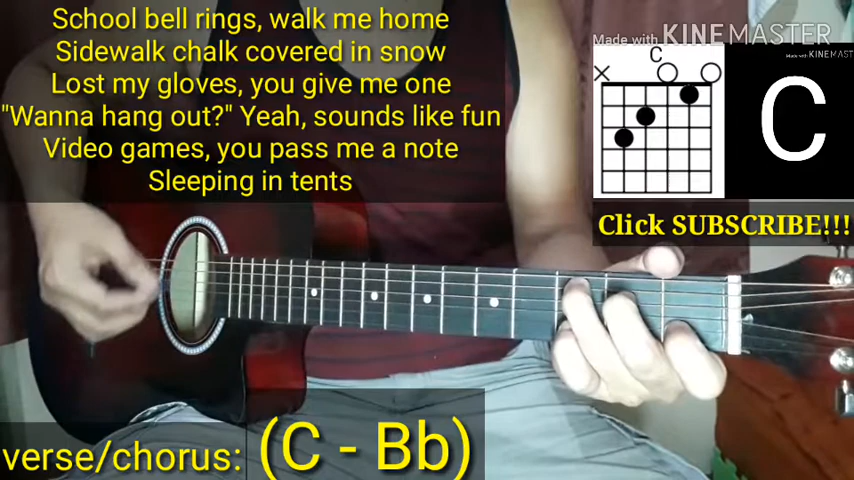 School bell rings, walk me home
Sidewalk chalk covered in snow
Lost my gloves, you give me one
"Wanna hang out?" Yeah, sounds like fun
Video games, you pass me a note
Sleeping in tents
Made with KINEMASTER
Made with KINEMASTER
C
C
Click SUBSCRIBE!!!
verse/chorus: (C - Bb)